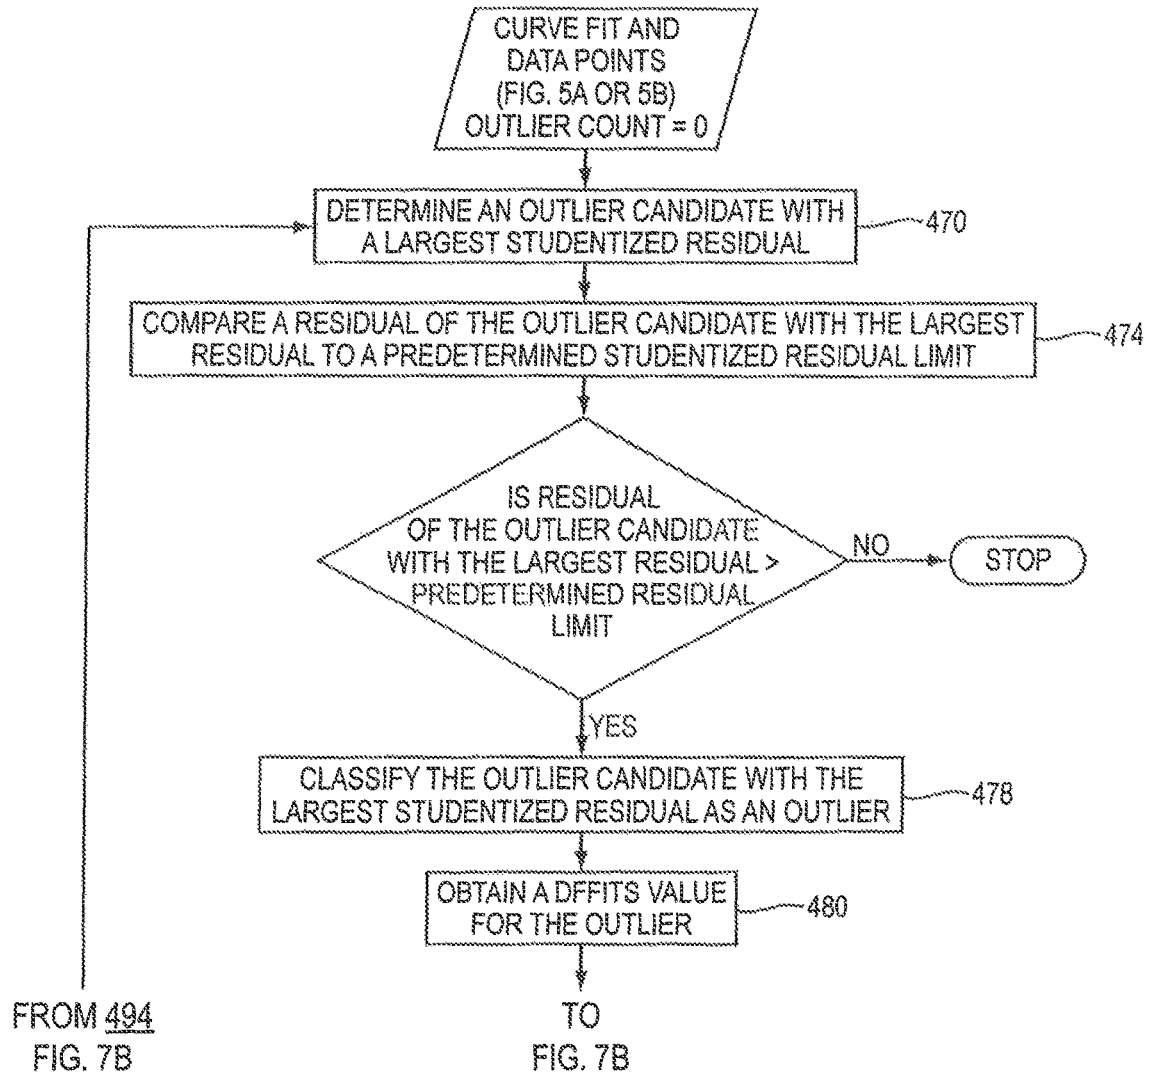 CURVE FIT AND
DATA POINTS
(FIG. 5A OR 5B)
OUTLIER COUNT = 0
DETERMINE AN OUTLIER CANDIDATE WITH
A LARGEST STUDENTIZED RESIDUAL
470
COMPARE A RESIDUAL OF THE OUTLIER CANDIDATE WITH THE LARGEST
RESIDUAL TO A PREDETERMINED STUDENTIZED RESIDUAL LIMIT
474
IS RESIDUAL
OF THE OUTLIER CANDIDATE
WITH THE LARGEST RESIDUAL >
PREDETERMINED RESIDUAL
LIMIT
NO
STOP
YES
CLASSIFY THE OUTLIER CANDIDATE WITH THE
LARGEST STUDENTIZED RESIDUAL AS AN OUTLIER
478
OBTAIN A DFFITS VALUE
FOR THE OUTLIER
480
FROM 494
FIG. 7B
TO
FIG. 7B